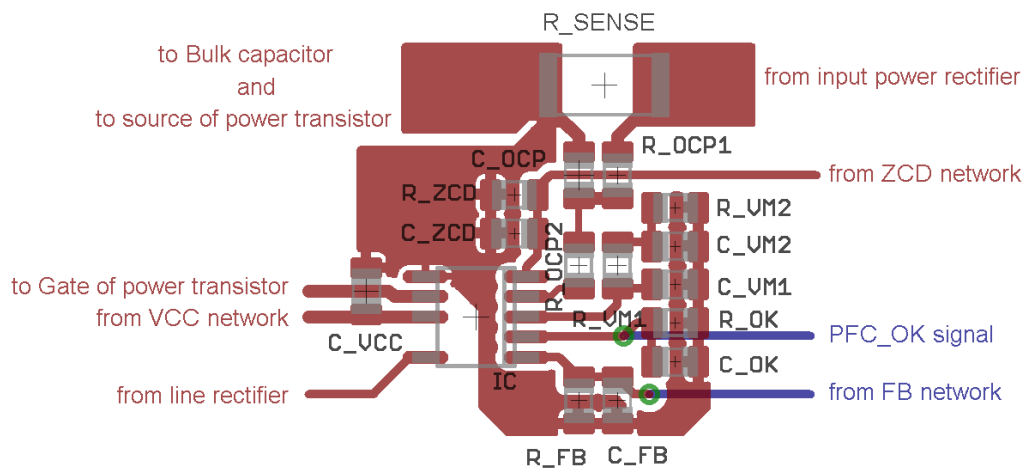 R_SENSE
to Bulk capacitor
and
to source of power transistor
from input power rectifier
R_OCP1
C_OCP
from ZCD network
R_ZCD
R_VM2
C_ZCD
R_OCP2
C_VM2
to Gate of power transistor
C_VM1
from VCC network
R_VM1
R_OK
C_VCC
PFC_OK signal
C_OK
IC
from line rectifier
from FB network
R_FB
C_FB